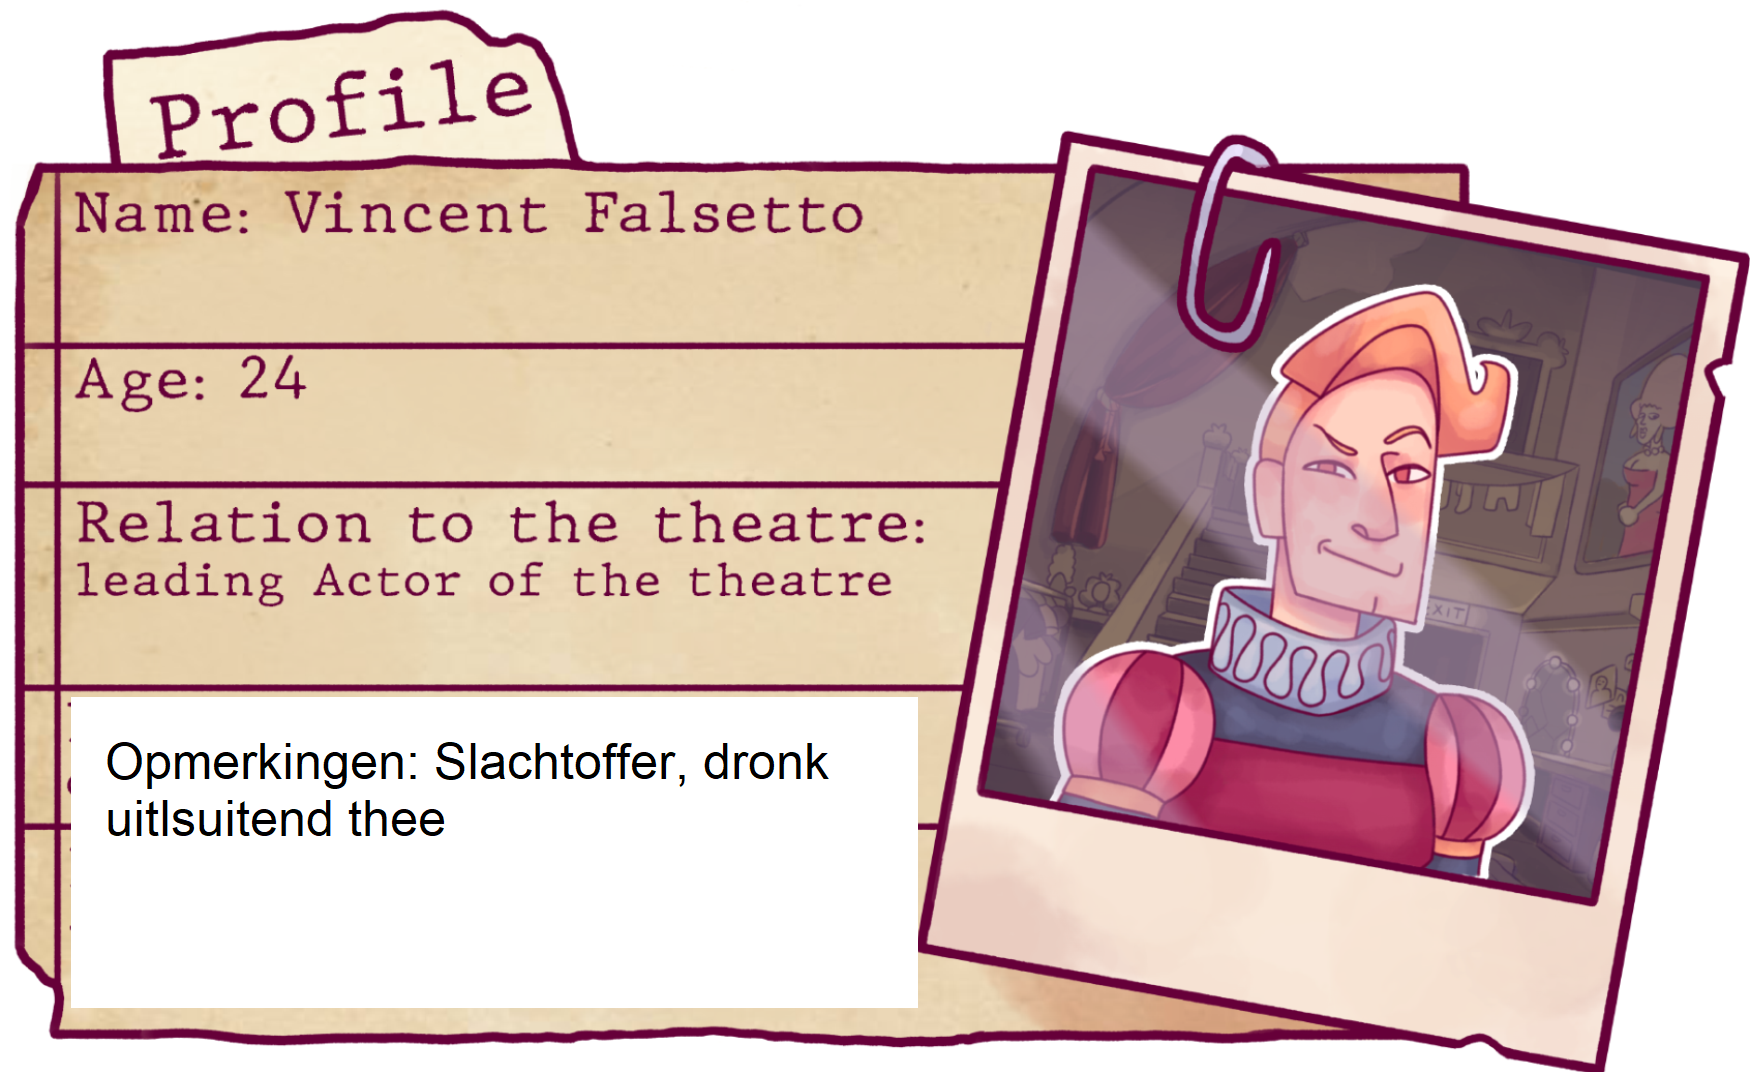 Profile
Name: Vincent Falsetto
Age: 24
Relation to the theatre:
leading Actor of the theatre
Opmerkingen: Slachtoffer, dronk
uitlsuitend thee
EXIT